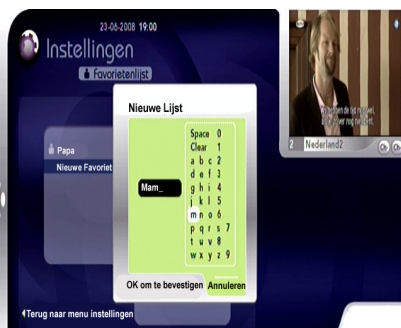 23-06-2008 19:00
Instellingen
Favorietenlijst
Nieuwe Lijst
Papa
Nieuwe Favoriet
Mam_
Space 0
Clear 1
a b c 2
d e f 3
g h i 4
j k l 5
m n o 6
p q r s 7
t u v 8
w x y z 9
OK om te bevestigen Annuleren
Terug naar menu instellingen
2 Nederland2